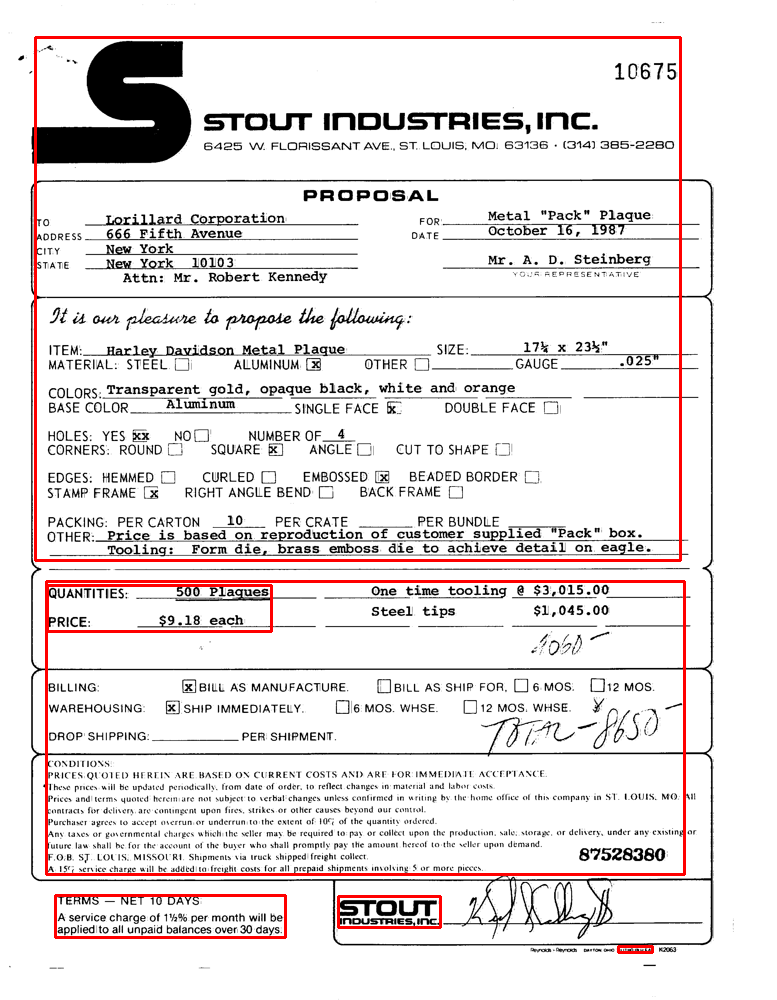 10675
STOUT INDUSTRIES, INC.
6425 W. FLORISSANT AVE., ST. LOUIS, MO. 63136 • (314) 385-2280
PROPOSAL
TO Lorillard Corporation FOR Metal "Pack" Plaque
ADDRESS 666 Fifth Avenue DATE October 16, 1987
CITY New York
STATE New York 10103 Mr. A. D. Steinberg
Attn: Mr. Robert Kennedy YOUR REPRESENTATIVE
It is our pleasure to propose the following:
ITEM: Harley Davidson Metal Plaque SIZE: 17½ x 23½"
MATERIAL: STEEL ☐ ALUMINUM ☒ OTHER ☐ GAUGE .025"
COLORS: Transparent gold, opaque black, white and orange
BASE COLOR Aluminum SINGLE FACE ☒ DOUBLE FACE ☐
HOLES: YES xx NO ☐ NUMBER OF 4
CORNERS: ROUND ☐ SQUARE ☒ ANGLE ☐ CUT TO SHAPE ☐
EDGES: HEMMED ☐ CURLED ☐ EMBOSSED ☒ BEADED BORDER ☐
STAMP FRAME ☒ RIGHT ANGLE BEND ☐ BACK FRAME ☐
PACKING: PER CARTON 10 PER CRATE PER BUNDLE
OTHER: Price is based on reproduction of customer supplied "Pack" box.
Tooling: Form die, brass emboss die to achieve detail on eagle.
QUANTITIES: 500 Plaques One time tooling @ $3,015.00
PRICE: $9.18 each Steel tips $1,045.00
4060 —
BILLING: ☒ BILL AS MANUFACTURE. ☐ BILL AS SHIP FOR, ☐ 6 MOS. ☐ 12 MOS.
WAREHOUSING: ☒ SHIP IMMEDIATELY. ☐ 6 MOS. WHSE. ☐ 12 MOS. WHSE.
TOTAL — 8650 —
DROP SHIPPING: PER SHIPMENT.
CONDITIONS:
PRICES QUOTED HEREIN ARE BASED ON CURRENT COSTS AND ARE FOR IMMEDIATE ACCEPTANCE.
These prices will be updated periodically, from date of order, to reflect changes in material and labor costs.
Prices and terms quoted herein are not subject to verbal changes unless confirmed in writing by the home office of this company in ST. LOUIS, MO. All
contracts for delivery are contingent upon fires, strikes or other causes beyond our control.
Purchaser agrees to accept overrun or underrun to the extent of 10% of the quantity ordered.
Any taxes or governmental charges which the seller may be required to pay or collect upon the production, sale, storage, or delivery, under any existing or
future law shall be for the account of the buyer who shall promptly pay the amount hereof to the seller upon demand.
F.O.B. ST. LOUIS, MISSOURI. Shipments via truck shipped freight collect.
A 15% service charge will be added to freight costs for all prepaid shipments involving 5 or more pieces.
87528380
TERMS — NET 10 DAYS
A service charge of 1½% per month will be
applied to all unpaid balances over 30 days.
STOUT
INDUSTRIES, INC.
Reynolds + Reynolds DAYTON, OHIO K2063